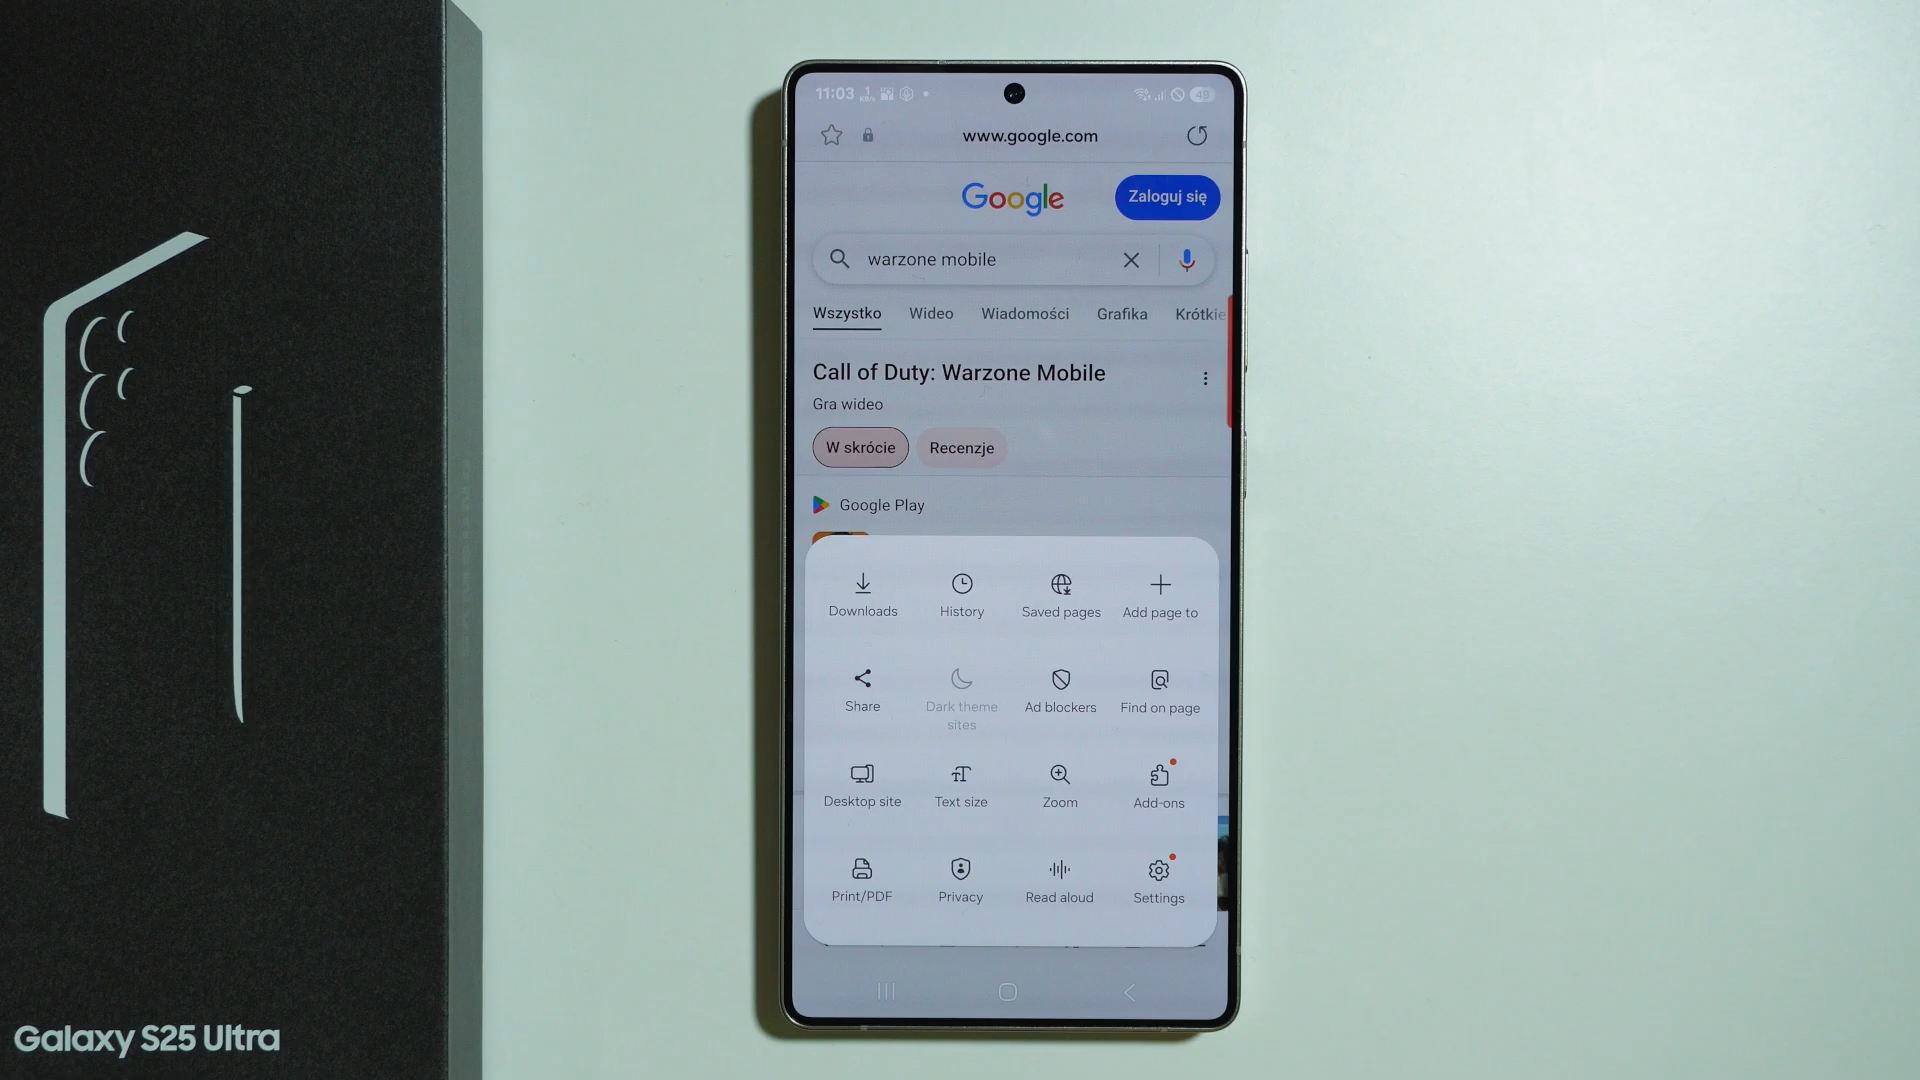 11:03
1
KB/s
49
www.google.com
Google
Zaloguj się
warzone mobile
Wszystko Wideo Wiadomości Grafika Krótkie
Call of Duty: Warzone Mobile
Gra wideo
W skrócie Recenzje
Google Play
Downloads History Saved pages Add page to
Share Dark theme sites Ad blockers Find on page
Desktop site Text size Zoom Add-ons
Print/PDF Privacy Read aloud Settings
Galaxy S25 Ultra